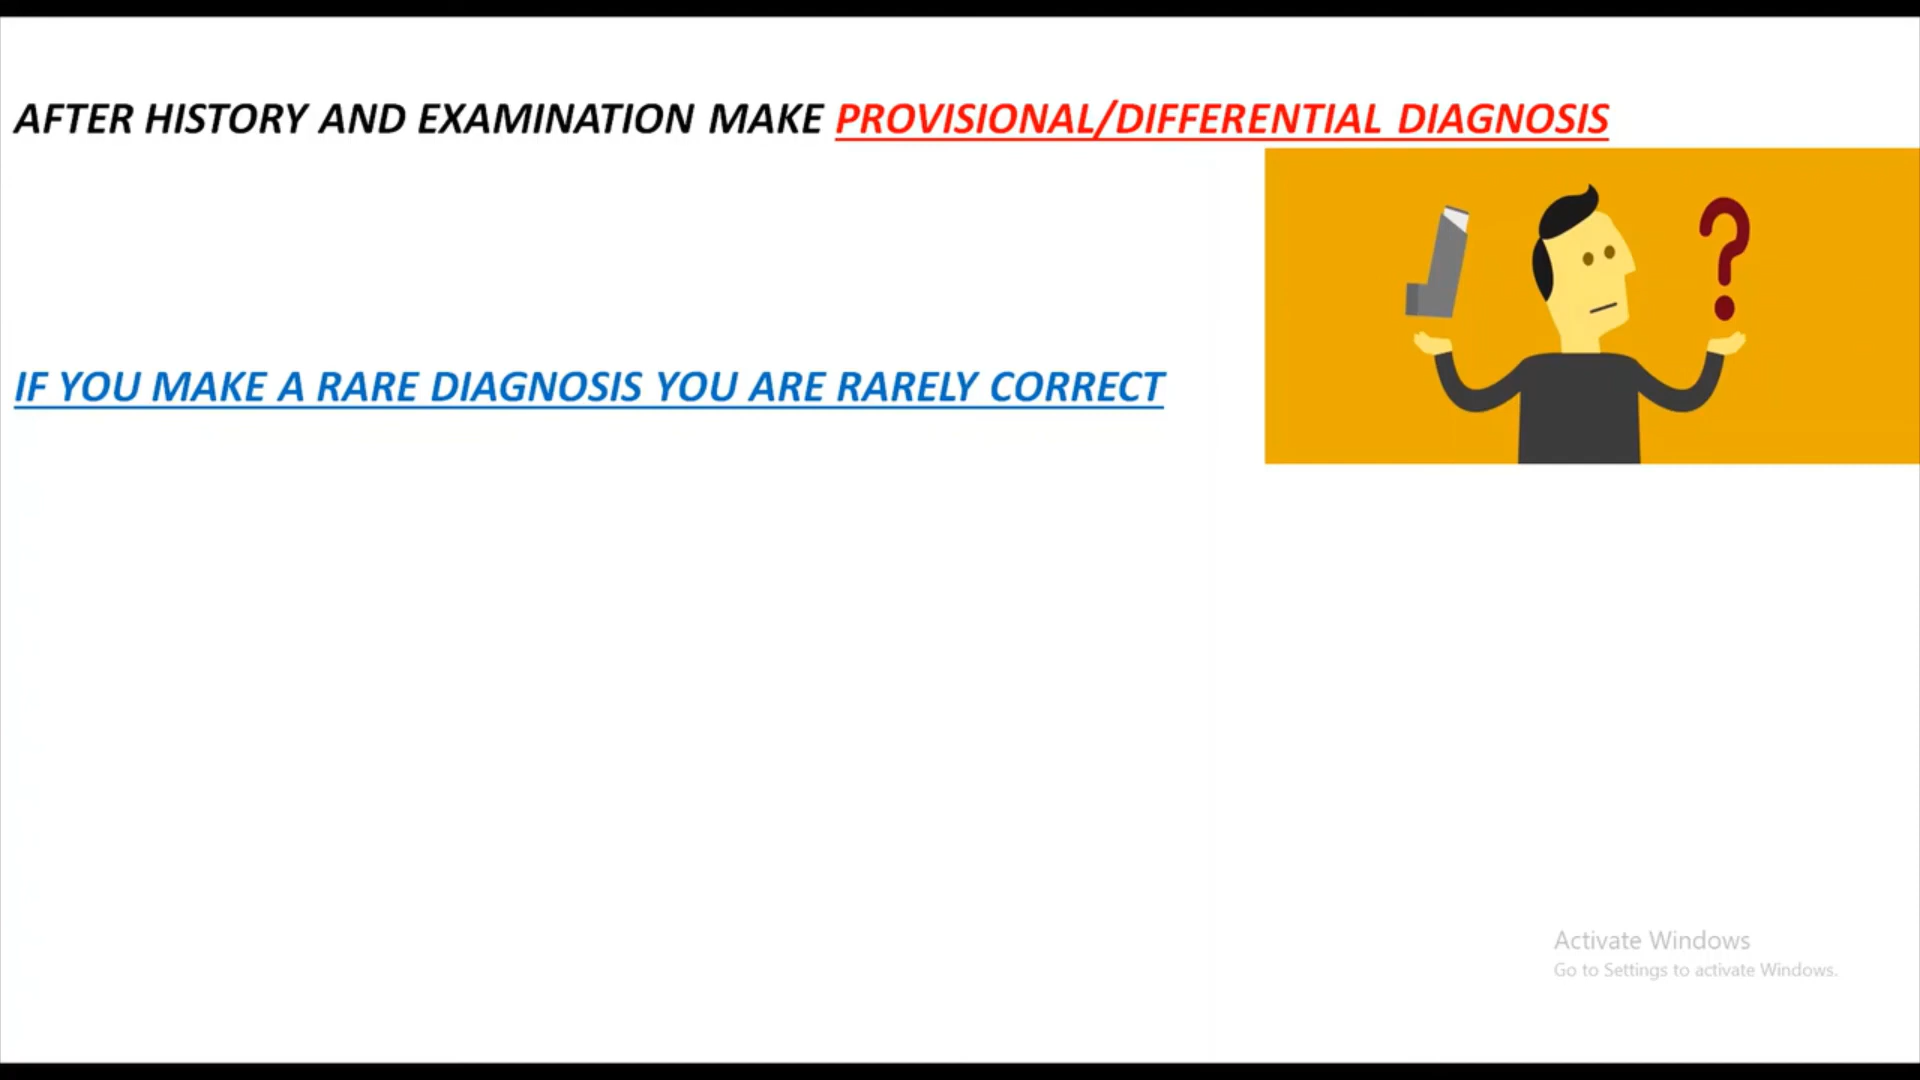 AFTER HISTORY AND EXAMINATION MAKE PROVISIONAL/DIFFERENTIAL DIAGNOSIS
?
IF YOU MAKE A RARE DIAGNOSIS YOU ARE RARELY CORRECT
Activate Windows
Go to Settings to activate Windows.